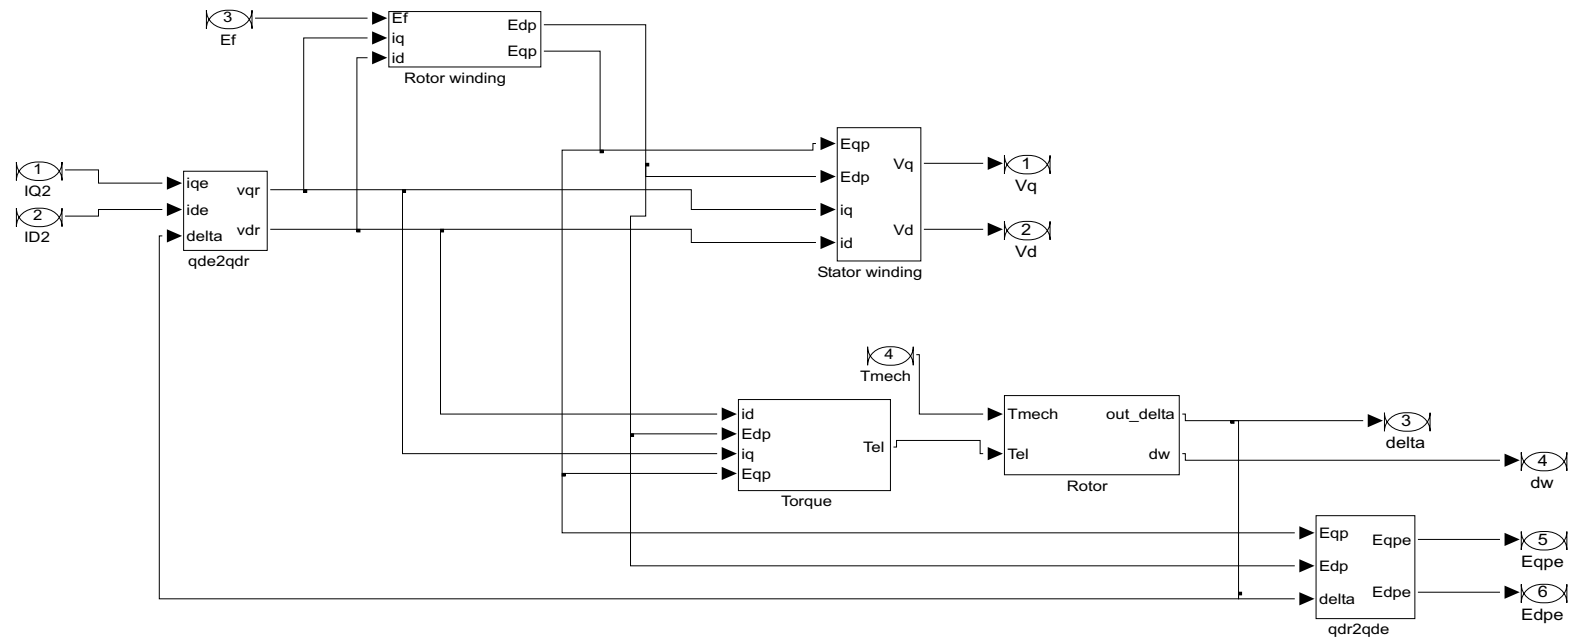 3
Ef
Ef
iq
id
Edp
Eqp
Rotor winding
1
IQ2
2
ID2
iqe
ide
delta
vqr
vdr
qde2qdr
Eqp
Edp
iq
id
Vq
Vd
Stator winding
1
Vq
2
Vd
4
Tmech
id
Edp
iq
Eqp
Tel
Torque
Tmech
Tel
out_delta
dw
Rotor
3
delta
4
dw
Eqp
Edp
delta
Eqpe
Edpe
qdr2qde
5
Eqpe
6
Edpe